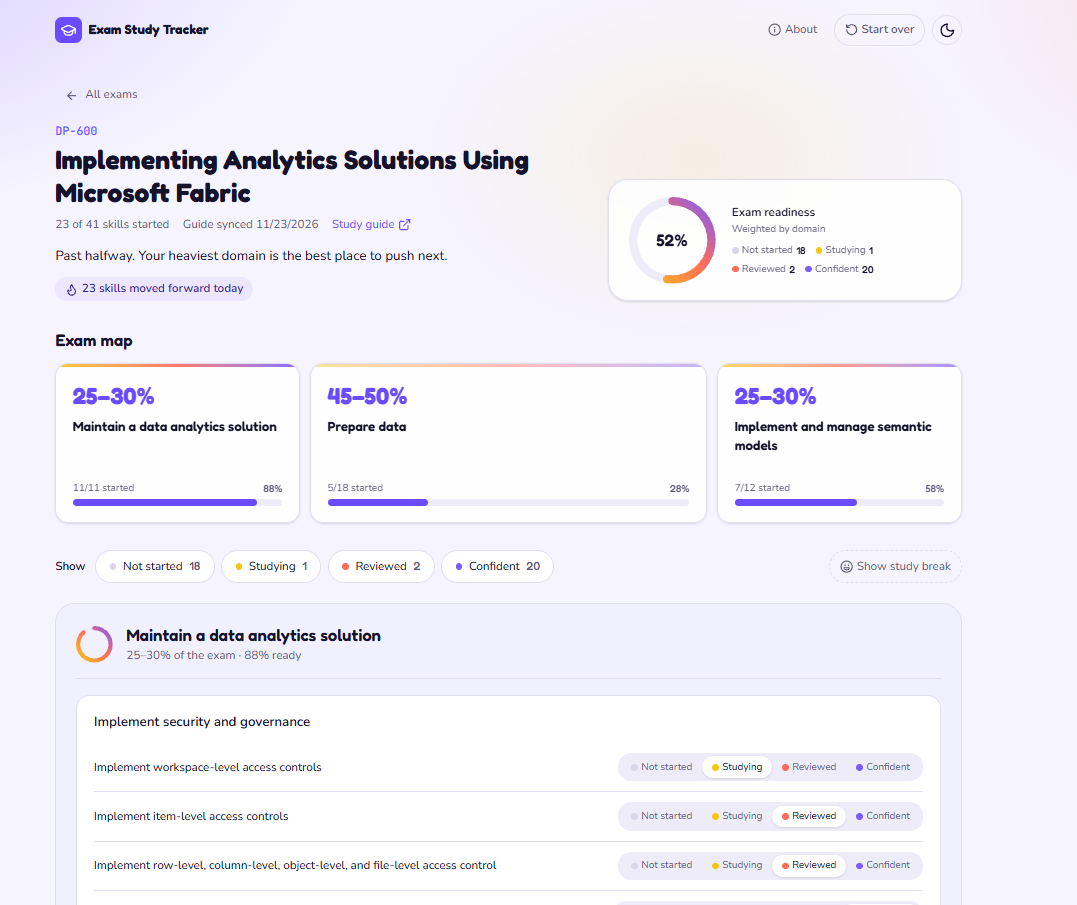 Exam Study Tracker
About
Start over
All exams
DP-600
Implementing Analytics Solutions Using
Microsoft Fabric
23 of 41 skills started Guide synced 11/23/2026 Study guide
Past halfway. Your heaviest domain is the best place to push next.
23 skills moved forward today
52%
Exam readiness
Weighted by domain
Not started 18 Studying 1
Reviewed 2 Confident 20
Exam map
25–30%
Maintain a data analytics solution
11/11 started 88%
45–50%
Prepare data
5/18 started 28%
25–30%
Implement and manage semantic
models
7/12 started 58%
Show Not started 18 Studying 1 Reviewed 2 Confident 20 Show study break
Maintain a data analytics solution
25–30% of the exam · 88% ready
Implement security and governance
Implement workspace-level access controls Not started Studying Reviewed Confident
Implement item-level access controls Not started Studying Reviewed Confident
Implement row-level, column-level, object-level, and file-level access control Not started Studying Reviewed Confident